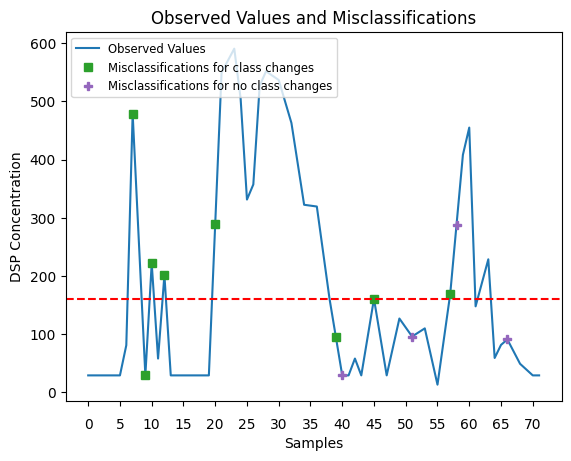 Observed Values and Misclassifications
Observed Values
Misclassifications for class changes
Misclassifications for no class changes
DSP Concentration
600
500
400
300
200
100
0
0 5 10 15 20 25 30 35 40 45 50 55 60 65 70
Samples